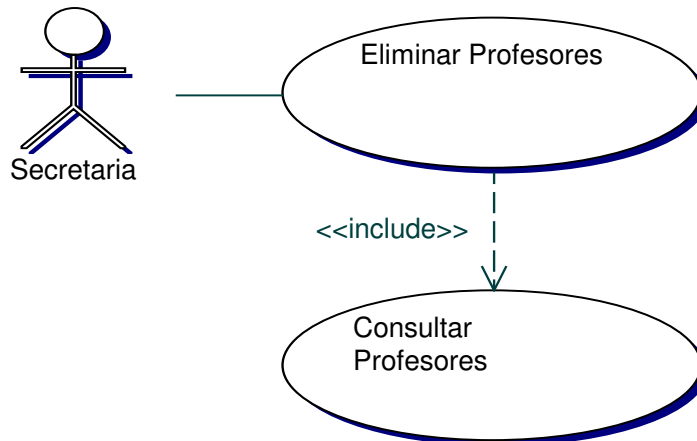 Eliminar Profesores
Secretaria
<<include>>
Consultar
Profesores